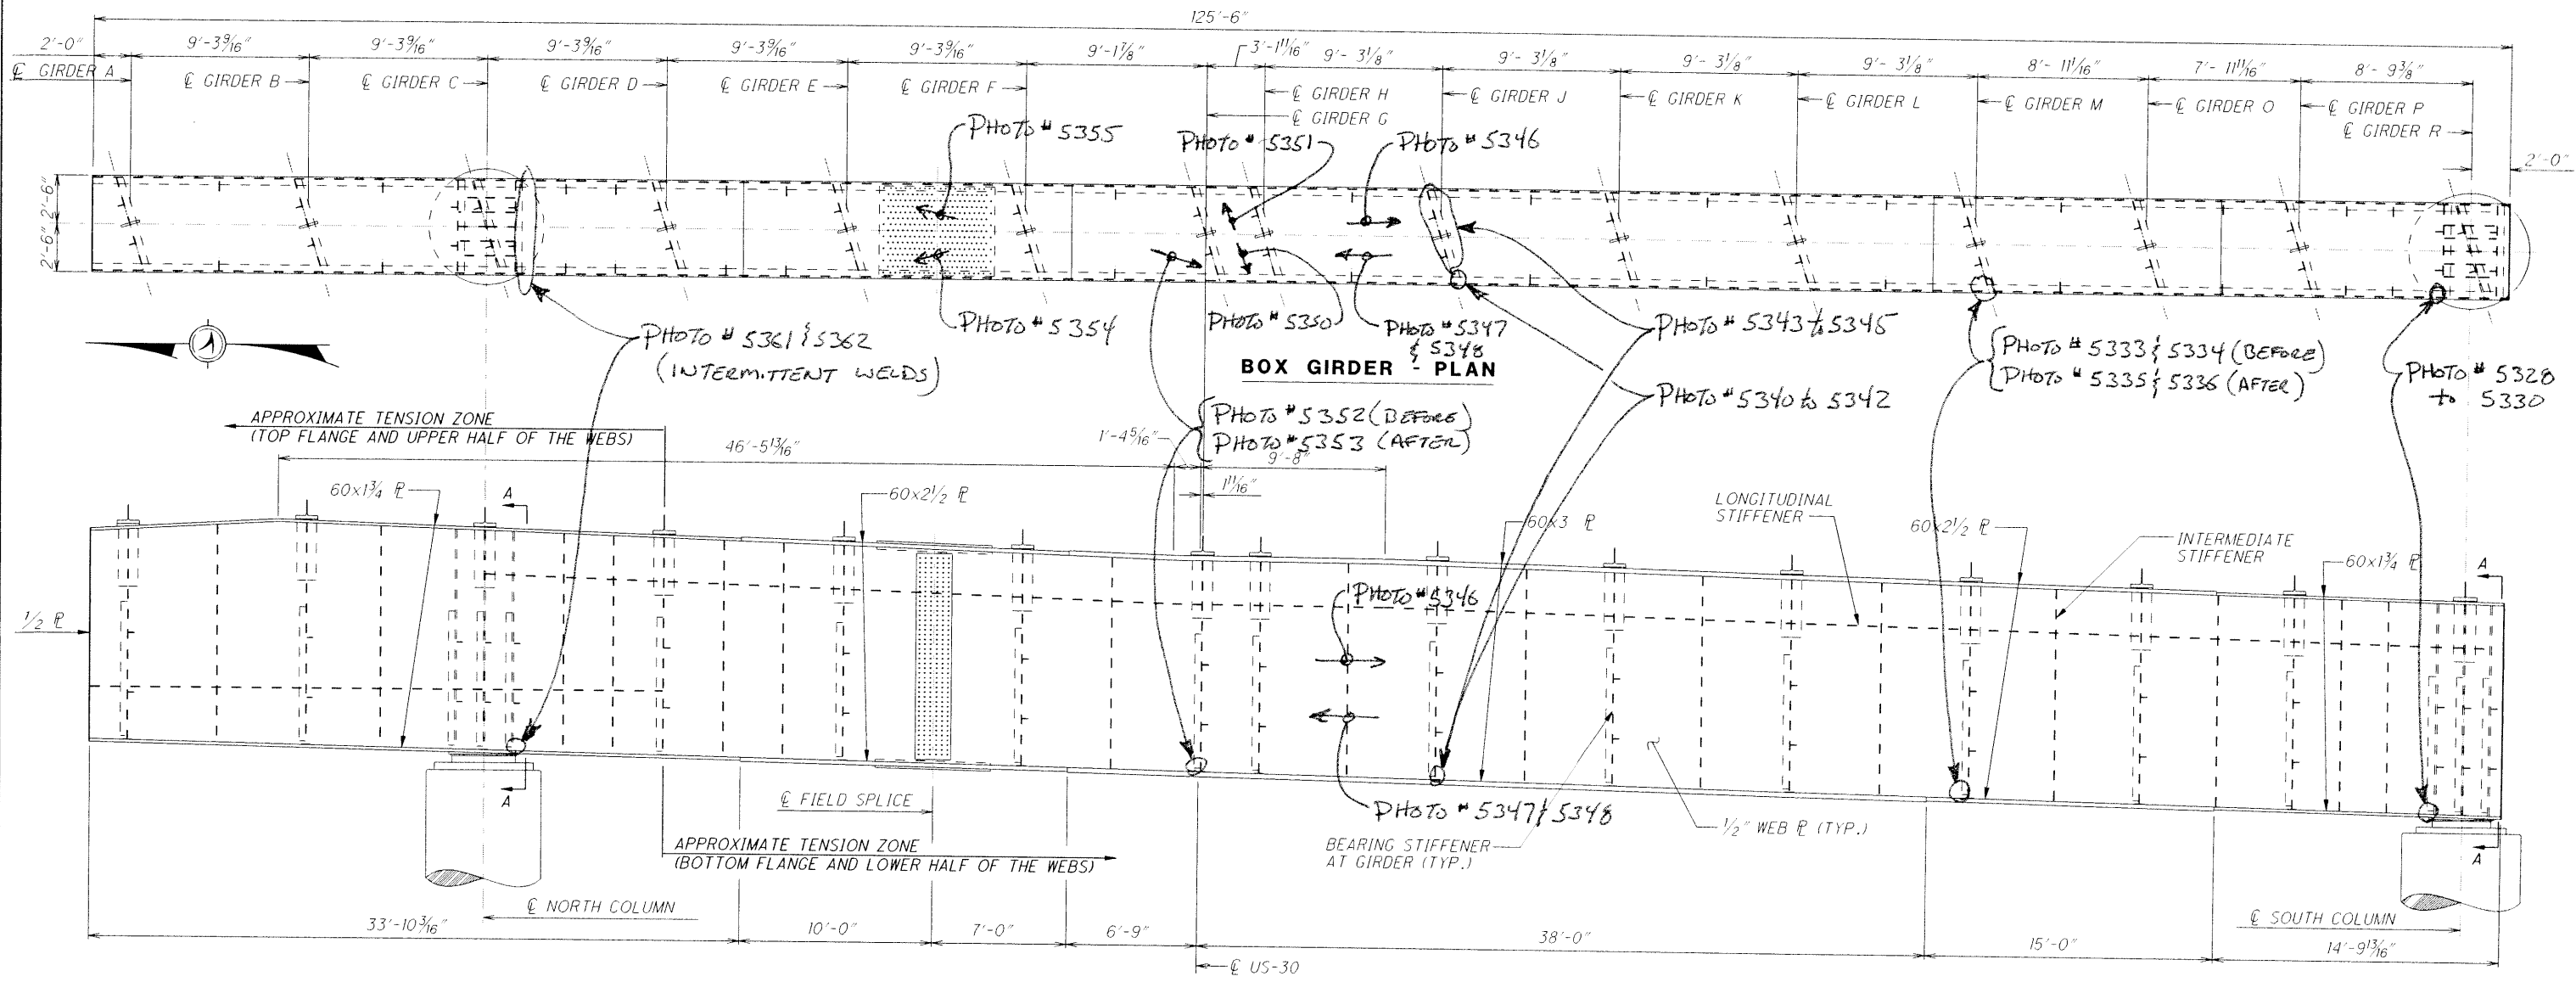 125'-6"
2'-0" 9'-3 9/16" 9'-3 9/16" 9'-3 9/16" 9'-3 9/16" 9'-3 9/16" 9'-1 7/8" 3'-1 11/16" 9'- 3 1/8" 9'- 3 1/8" 9'- 3 1/8" 9'- 3 1/8" 8'- 11 11/16" 7'- 11 11/16" 8'- 9 3/8"
℄ GIRDER A ℄ GIRDER B ℄ GIRDER C ℄ GIRDER D ℄ GIRDER E ℄ GIRDER F ℄ GIRDER H ℄ GIRDER J ℄ GIRDER K ℄ GIRDER L ℄ GIRDER M ℄ GIRDER O ℄ GIRDER P
℄ GIRDER G ℄ GIRDER R
PHOTO # 5355 PHOTO # 5351 PHOTO # 5346
2'-0"
2'-6" 2'-6"
PHOTO # 5361 & 5362
(INTERMITTENT WELDS)
PHOTO # 5354
PHOTO # 5350
PHOTO # 5347
& 5348
PHOTO # 5343 to 5345
PHOTO # 5333 & 5334 (BEFORE)
PHOTO # 5335 & 5336 (AFTER)
PHOTO # 5328
to 5330
BOX GIRDER - PLAN
PHOTO # 5340 to 5342
PHOTO # 5352 (BEFORE)
PHOTO # 5353 (AFTER)
APPROXIMATE TENSION ZONE
(TOP FLANGE AND UPPER HALF OF THE WEBS)
46'-5 13/16" 1'-4 5/16" 9'-8"
1 11/16"
60x1 3/4 ℞ A 60x2 1/2 ℞ 60x3 ℞
LONGITUDINAL
STIFFENER
60x2 1/2 ℞
INTERMEDIATE
STIFFENER
60x1 3/4 ℞ A
1/2 ℞
PHOTO # 5346
PHOTO # 5347 & 5348
A
℄ FIELD SPLICE
APPROXIMATE TENSION ZONE
(BOTTOM FLANGE AND LOWER HALF OF THE WEBS)
BEARING STIFFENER
AT GIRDER (TYP.)
1/2" WEB ℞ (TYP.)
A
℄ NORTH COLUMN ℄ SOUTH COLUMN
33'-10 3/16" 10'-0" 7'-0" 6'-9" 38'-0" 15'-0" 14'-9 13/16"
℄ US-30